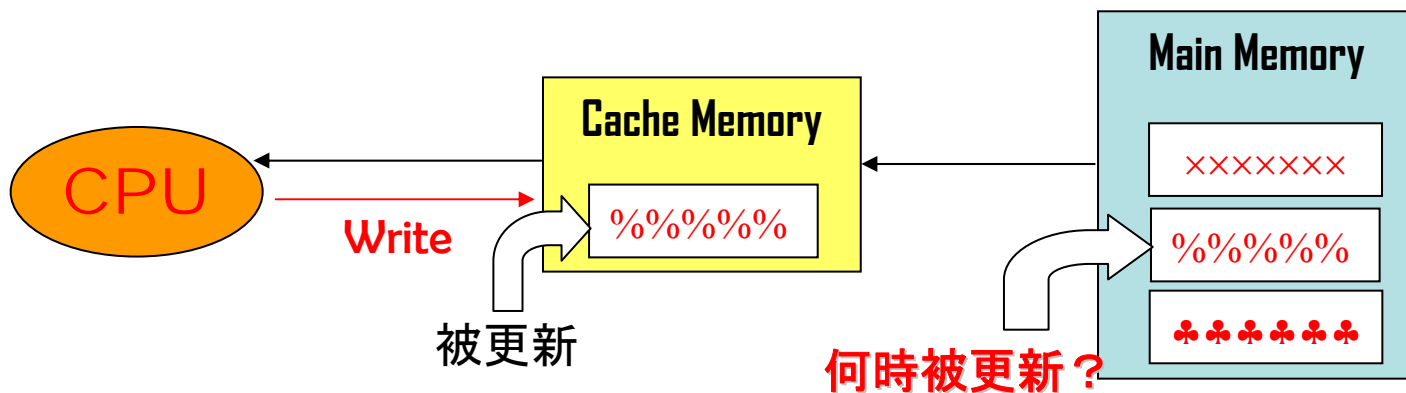 CPU
Write
Cache Memory
%%%%%
被更新
Main Memory
×××××××
%%%%%
♣♣♣♣♣♣
何時被更新？